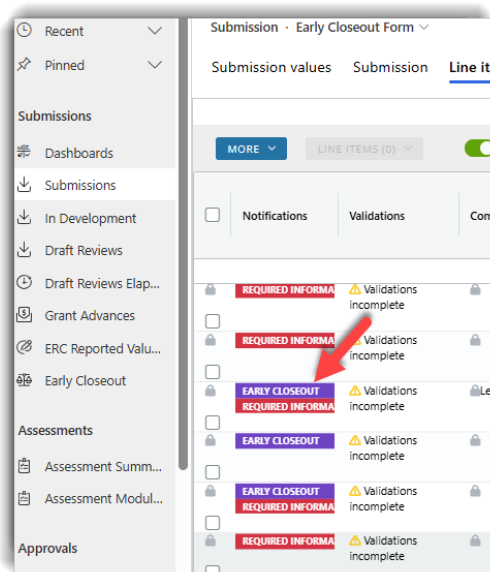 Recent
Pinned
Submissions
Dashboards
Submissions
In Development
Draft Reviews
Draft Reviews Elap...
Grant Advances
ERC Reported Valu...
Early Closeout
Assessments
Assessment Summ...
Assessment Modul...
Approvals
Submission · Early Closeout Form
Submission values Submission Line it
MORE LINE ITEMS (0)
Notifications Validations Com
REQUIRED INFORMA Validations
incomplete
REQUIRED INFORMA Validations
incomplete
EARLY CLOSEOUT Validations Le
REQUIRED INFORMA incomplete
EARLY CLOSEOUT Validations
incomplete
EARLY CLOSEOUT Validations
REQUIRED INFORMA incomplete
REQUIRED INFORMA Validations
incomplete